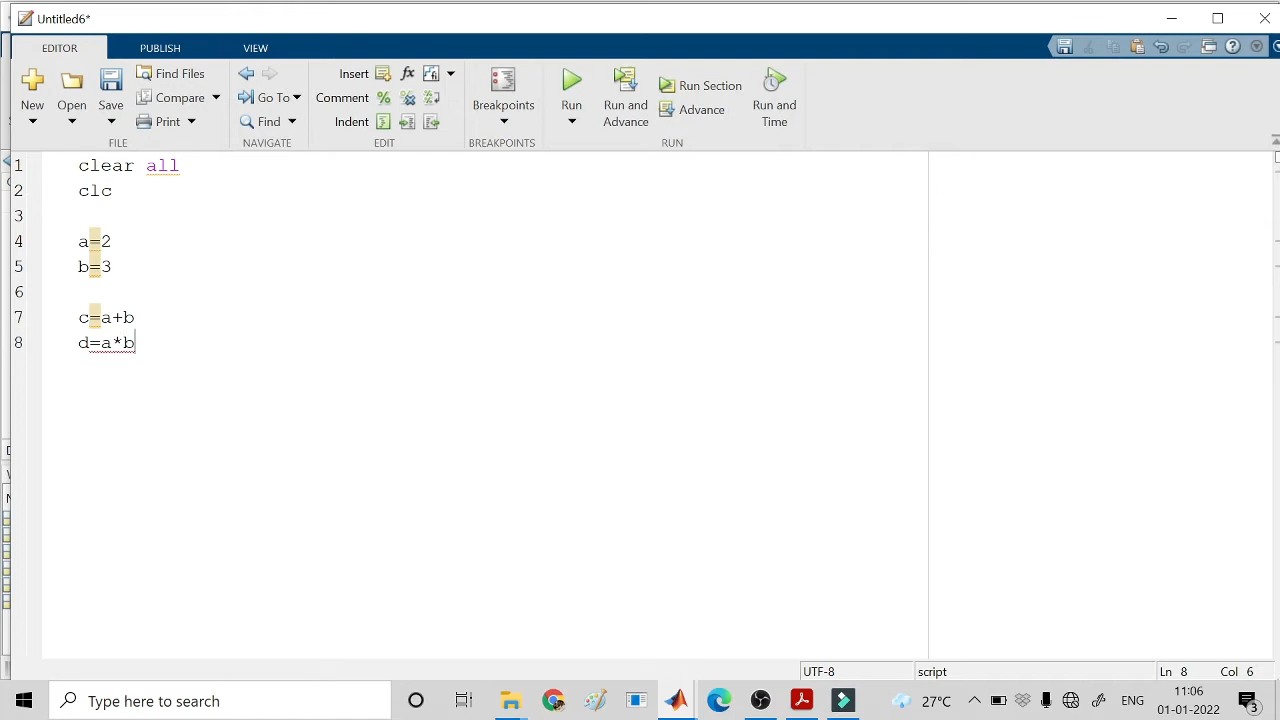 Untitled6*
EDITOR PUBLISH VIEW
New Open Save Find Files Compare Print
Insert fx Comment % Indent
Go To Find
Breakpoints Run Run and Advance Run Section Advance Run and Time
FILE NAVIGATE EDIT BREAKPOINTS RUN
1 clear all
2 clc
3
4 a=2
5 b=3
6
7 c=a+b
8 d=a*b
UTF-8 script Ln 8 Col 6
Type here to search 27°C ENG 11:06
01-01-2022 3